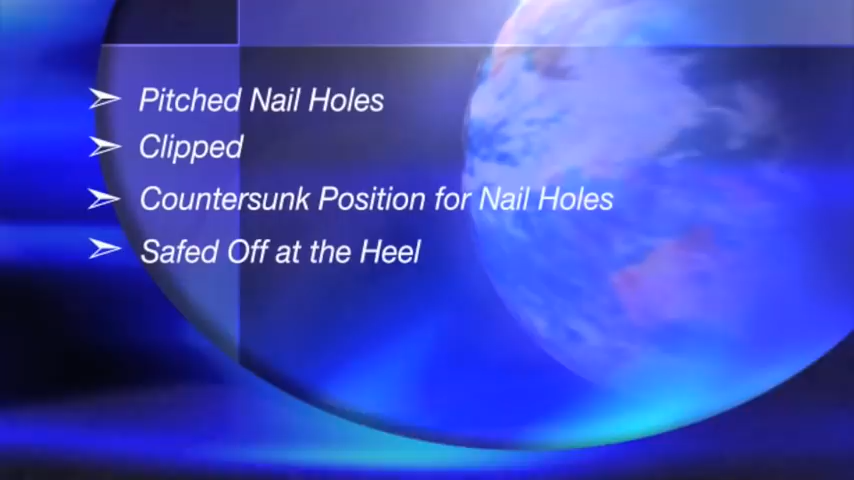 Pitched Nail Holes
Clipped
Countersunk Position for Nail Holes
Safed Off at the Heel